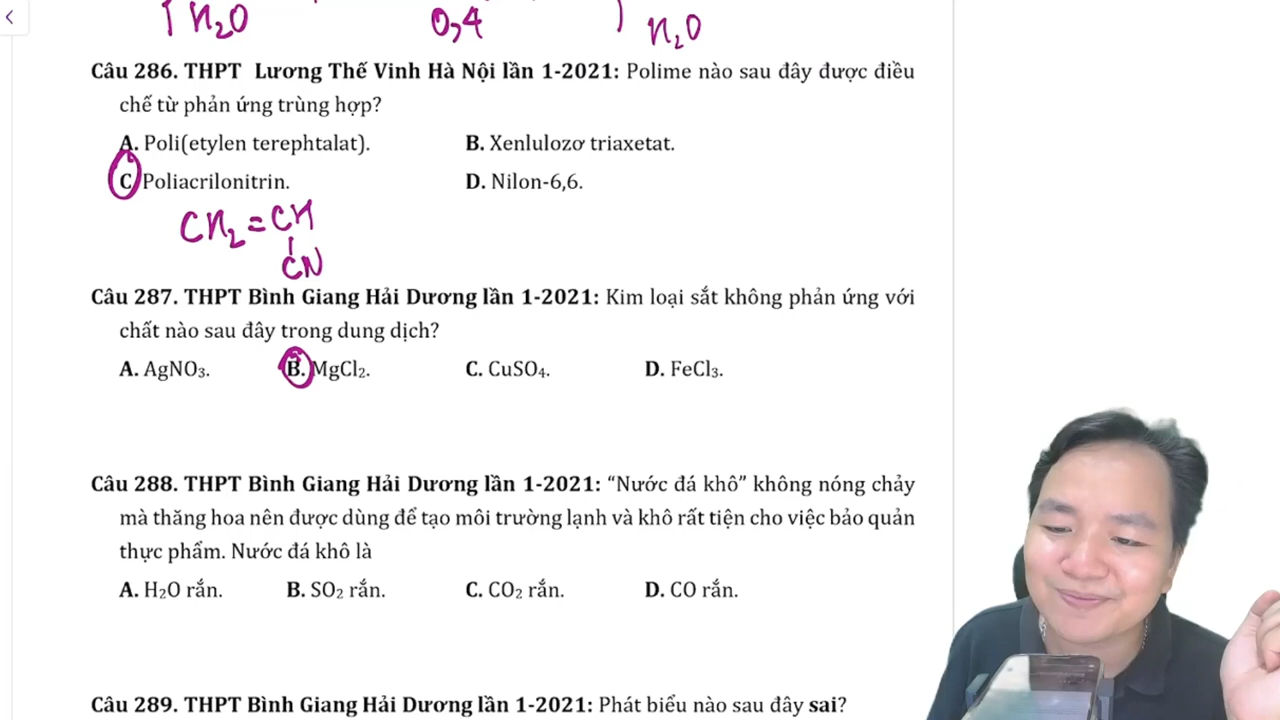 H₂O
0,4
H₂O
Câu 286. THPT Lương Thế Vinh Hà Nội lần 1-2021: Polime nào sau đây được điều
chế từ phản ứng trùng hợp?
A. Poli(etylen terephtalat). B. Xenlulozơ triaxetat.
C Poliacrilonitrin. D. Nilon-6,6.
CH₂=CH
CN
Câu 287. THPT Bình Giang Hải Dương lần 1-2021: Kim loại sắt không phản ứng với
chất nào sau đây trong dung dịch?
A. AgNO₃. B. MgCl₂. C. CuSO₄. D. FeCl₃.
Câu 288. THPT Bình Giang Hải Dương lần 1-2021: “Nước đá khô” không nóng chảy
mà thăng hoa nên được dùng để tạo môi trường lạnh và khô rất tiện cho việc bảo quản
thực phẩm. Nước đá khô là
A. H₂O rắn. B. SO₂ rắn. C. CO₂ rắn. D. CO rắn.
Câu 289. THPT Bình Giang Hải Dương lần 1-2021: Phát biểu nào sau đây sai?